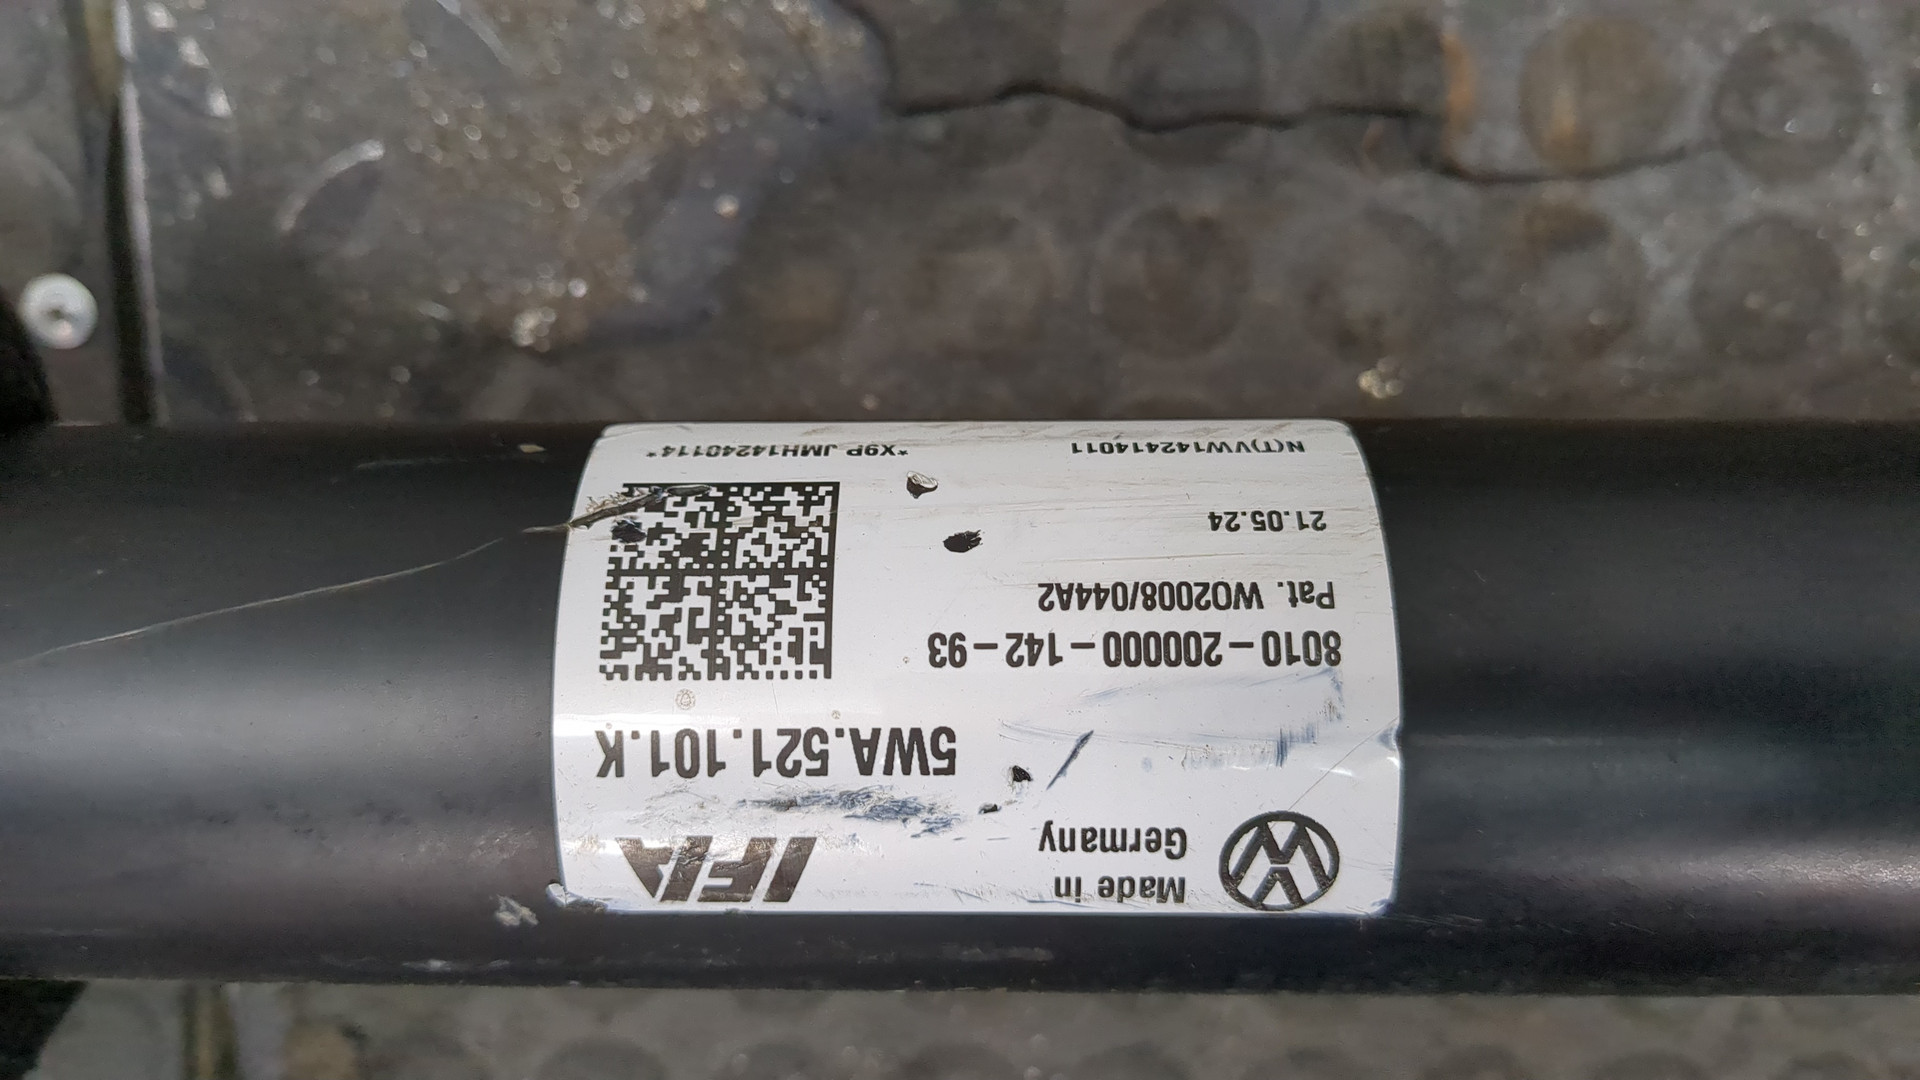 Made in
Germany
IFA
5WA.521.101.K
8010-200000-142-93
Pat. WO2008/044A2
21.05.24
N(T)VW142414011
*X9P JMH14240114*